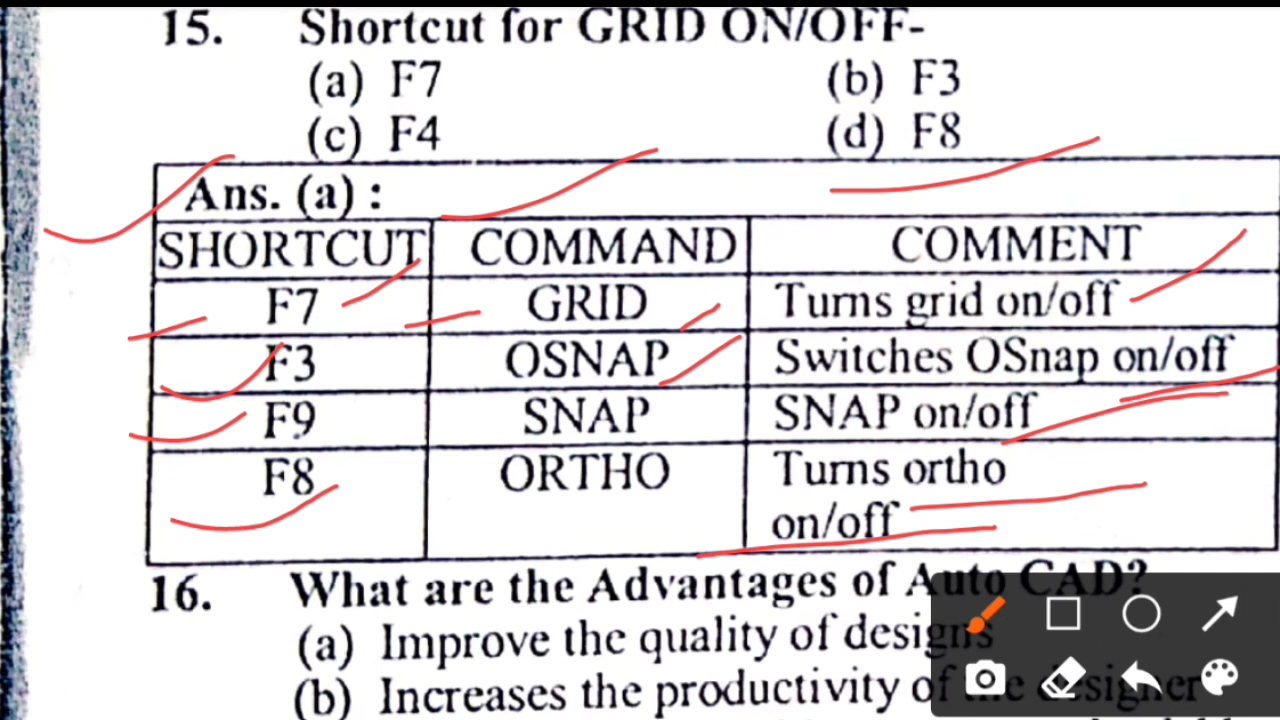 15. Shortcut for GRID ON/OFF-
(a) F7 (b) F3
(c) F4 (d) F8
Ans. (a) :
SHORTCUT COMMAND COMMENT
F7 GRID Turns grid on/off
F3 OSNAP Switches OSnap on/off
F9 SNAP SNAP on/off
F8 ORTHO Turns ortho
on/off
16. What are the Advantages of Auto CAD?
(a) Improve the quality of designs
(b) Increases the productivity of the designer